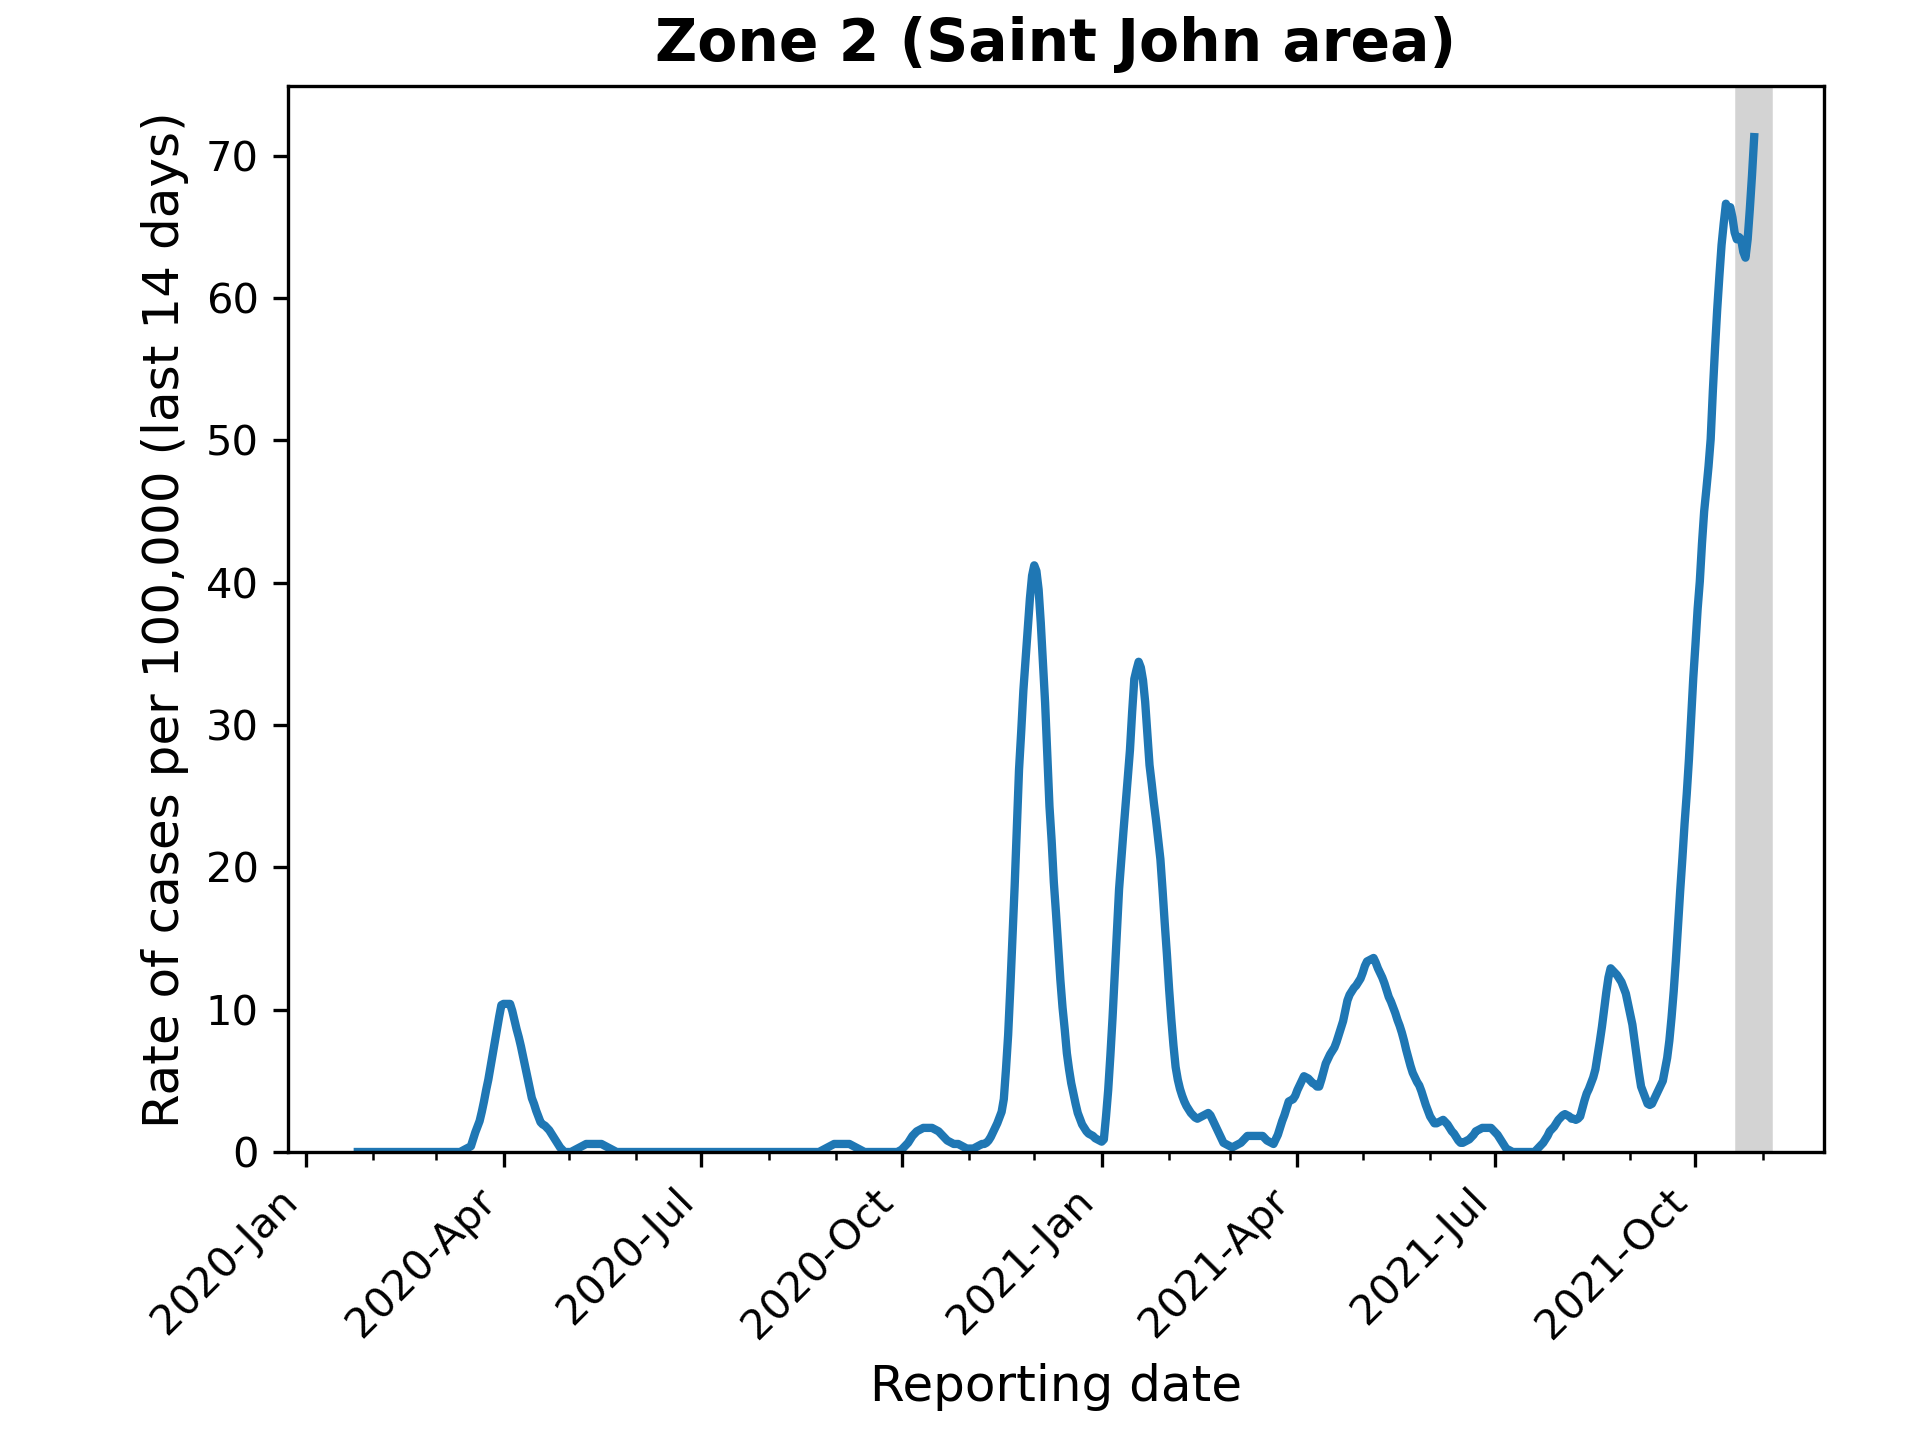 Zone 2 (Saint John area)
Rate of cases per 100,000 (last 14 days)
70
60
50
40
30
20
10
0
2020-Jan
2020-Apr
2020-Jul
2020-Oct
2021-Jan
2021-Apr
2021-Jul
2021-Oct
Reporting date